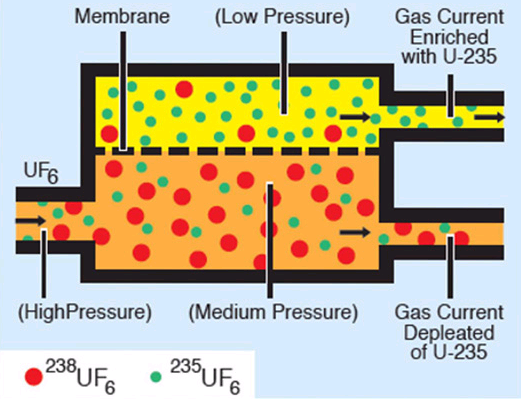 Membrane
(Low Pressure)
Gas Current
Enriched
with U-235
UF6
(HighPressure)
(Medium Pressure)
Gas Current
Depleated
of U-235
238UF6
235UF6